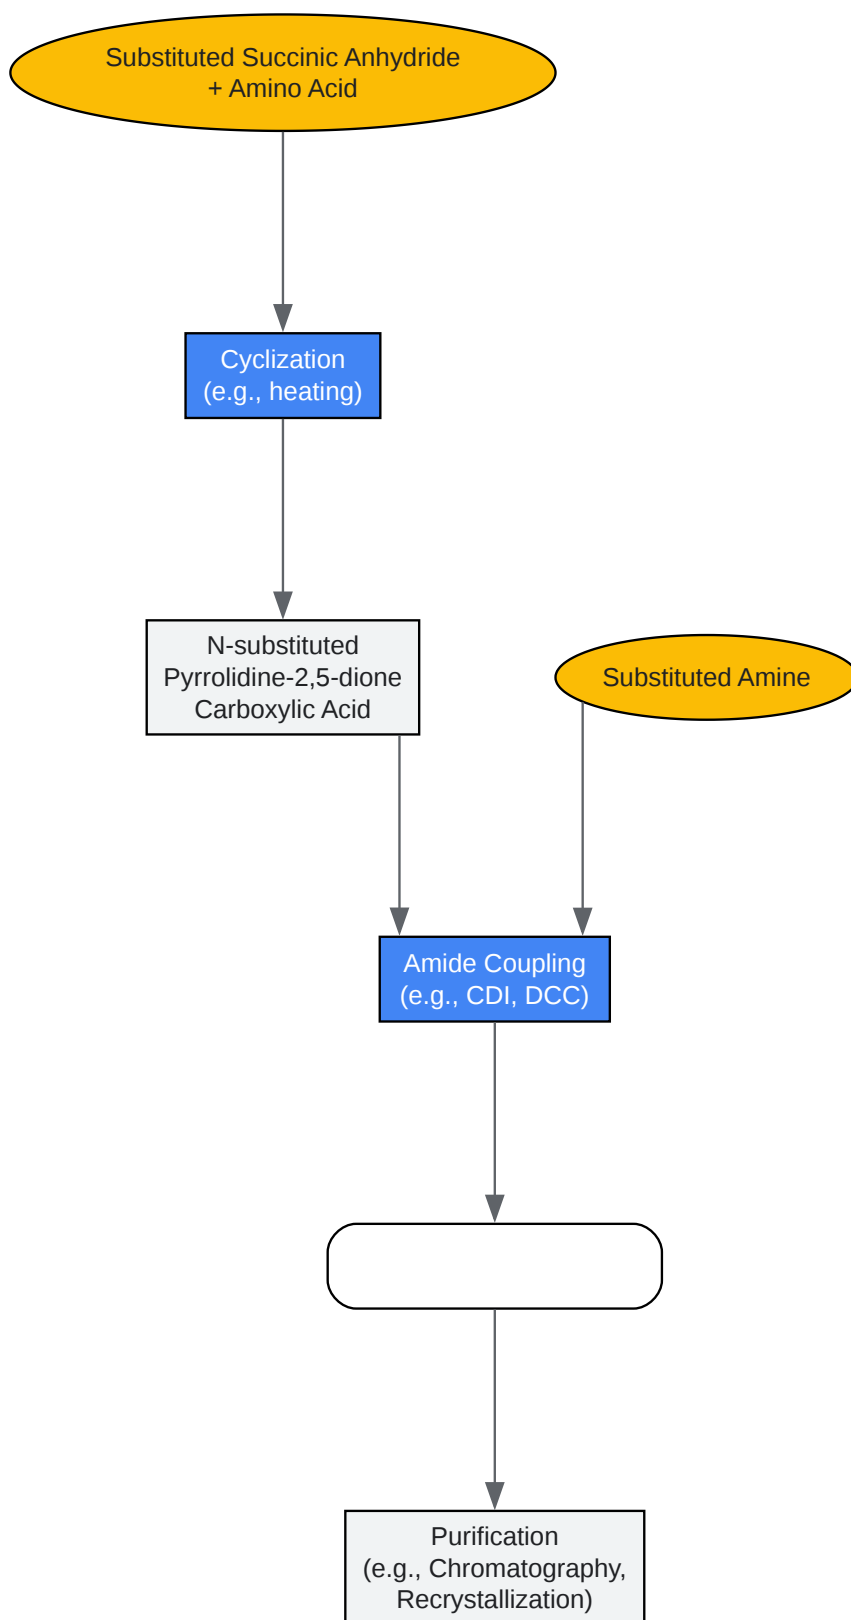 Substituted Succinic Anhydride
+ Amino Acid
Cyclization
(e.g., heating)
N-substituted
Pyrrolidine-2,5-dione
Carboxylic Acid
Substituted Amine
Amide Coupling
(e.g., CDI, DCC)
Purification
(e.g., Chromatography,
Recrystallization)